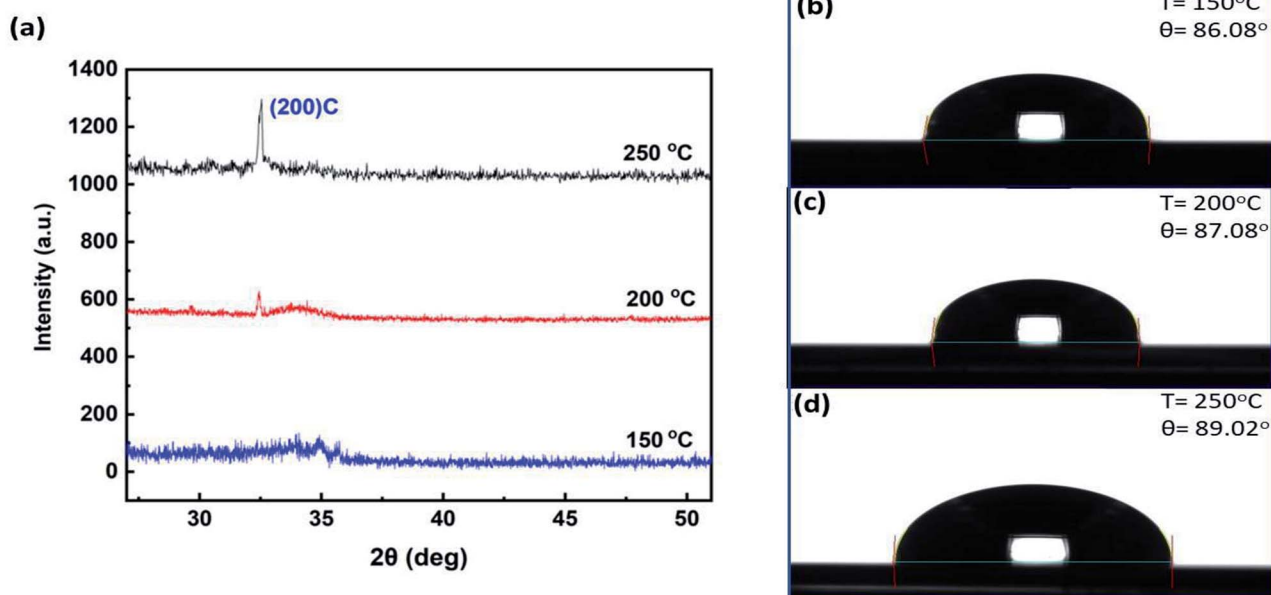 (a)
1400
1200
1000
800
600
400
200
0
Intensity (a.u.)
(200)C
250 °C
200 °C
150 °C
30 35 40 45 50
2θ (deg)
(b)
T= 150°C
θ= 86.08°
(c)
T= 200°C
θ= 87.08°
(d)
T= 250°C
θ= 89.02°